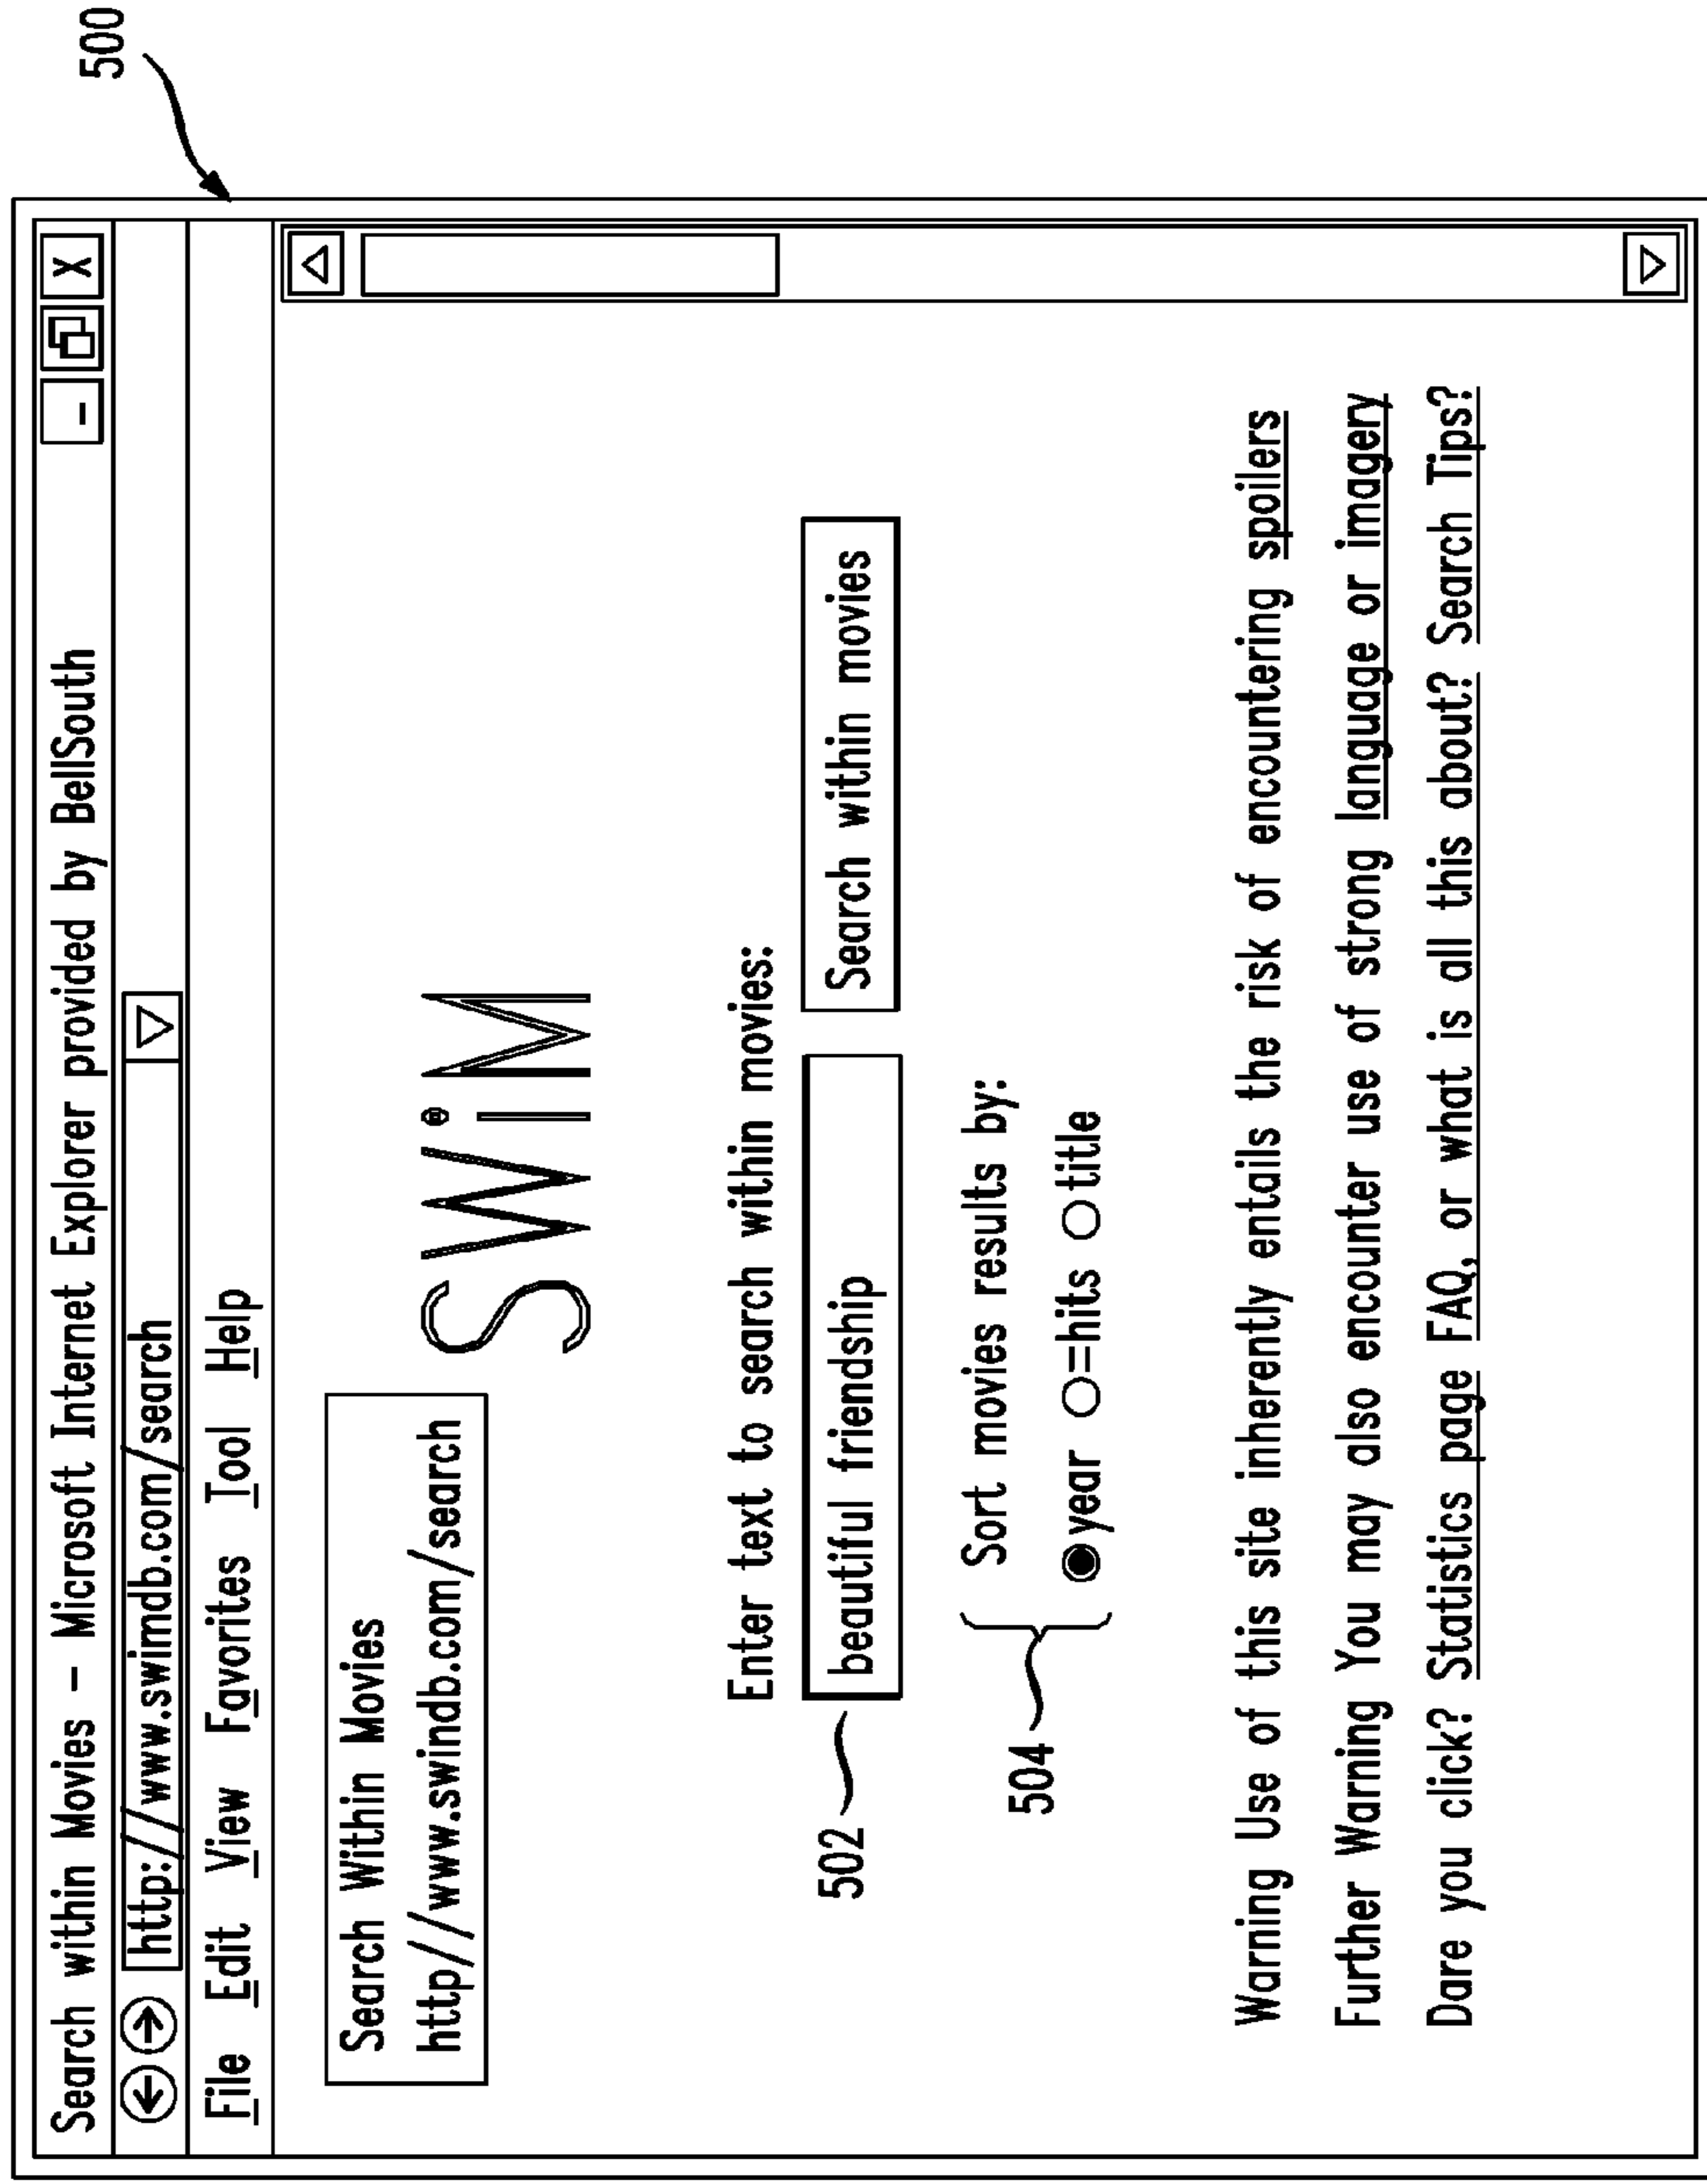 500
Search within Movies – Microsoft Internet Explorer provided by BellSouth
– X
http://www.swimdb.com/search
File Edit View Favorites Tool Help
Search Within Movies
http//www.swindb.com/search
SWiM
Enter text to search within movies:
502 beautiful friendship Search within movies
504 Sort movies results by:
year =hits title
Warning Use of this site inherently entails the risk of encountering spoilers
Further Warning You may also encounter use of strong language or imagery
Dare you click? Statistics page FAQ, or what is all this about? Search Tips?